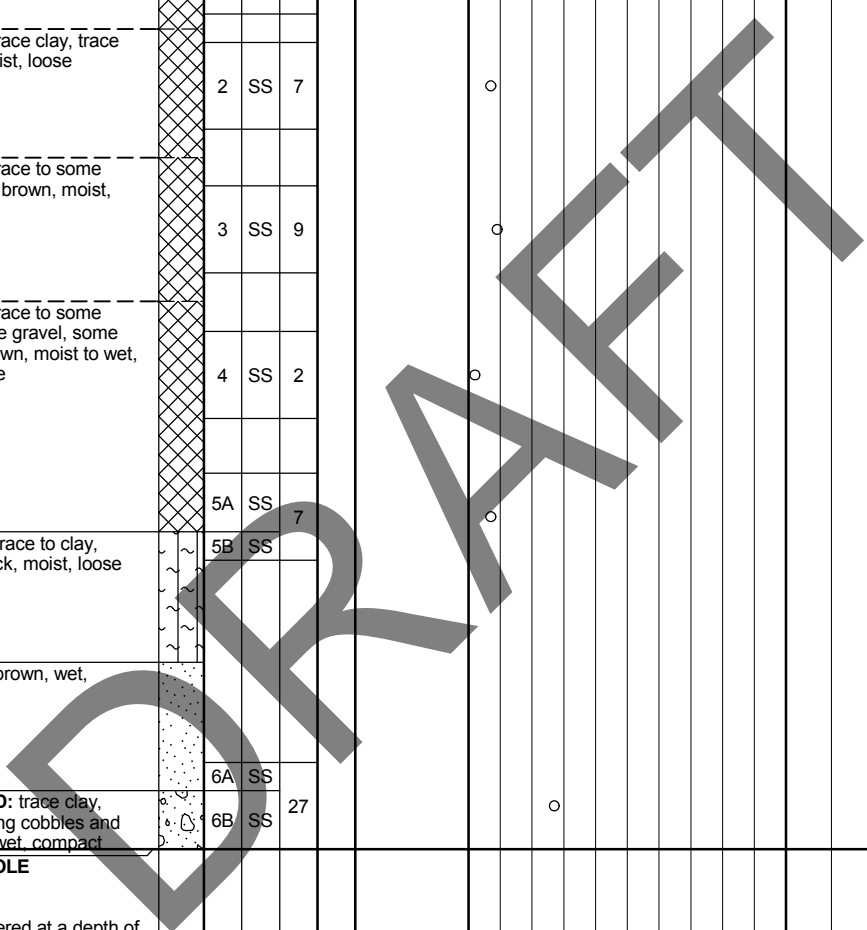 race clay, trace
ist, loose
2 SS 7
race to some
brown, moist,
3 SS 9
race to some
e gravel, some
wn, moist to wet,
e
4 SS 2
5A SS
7
race to clay,
ck, moist, loose
5B SS
brown, wet,
6A SS
27
D: trace clay,
ng cobbles and
wet, compact
6B SS
OLE
ered at a depth of
DRAFT